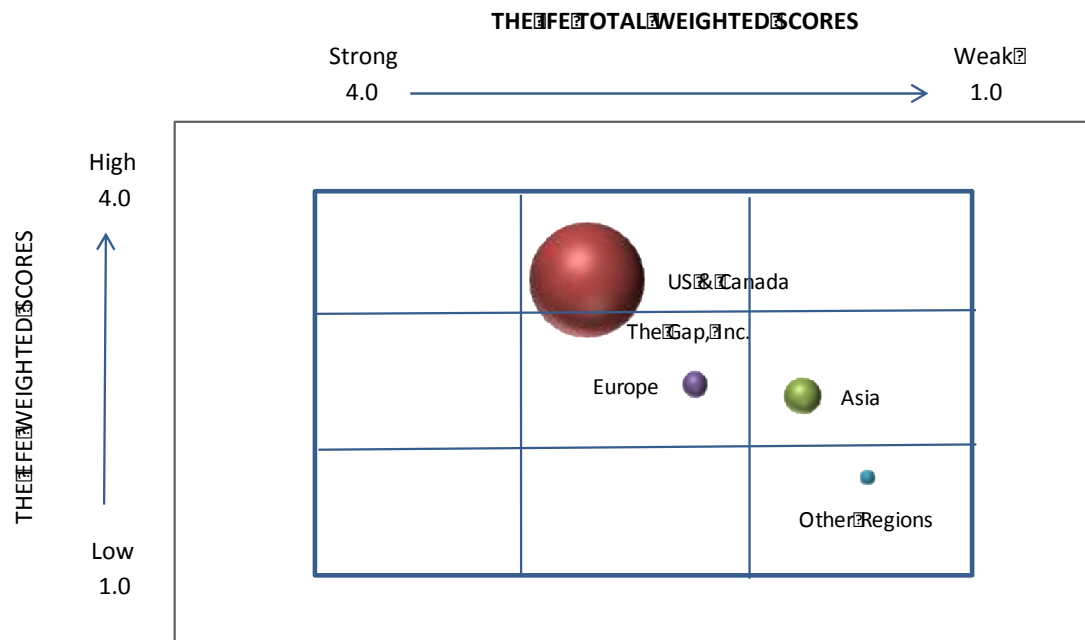 THE IFE TOTAL WEIGHTED SCORES
Strong
Weak
4.0
1.0
High
4.0
THE EFE WEIGHTED SCORES
US & Canada
The Gap, Inc.
Europe
Asia
Other Regions
Low
1.0